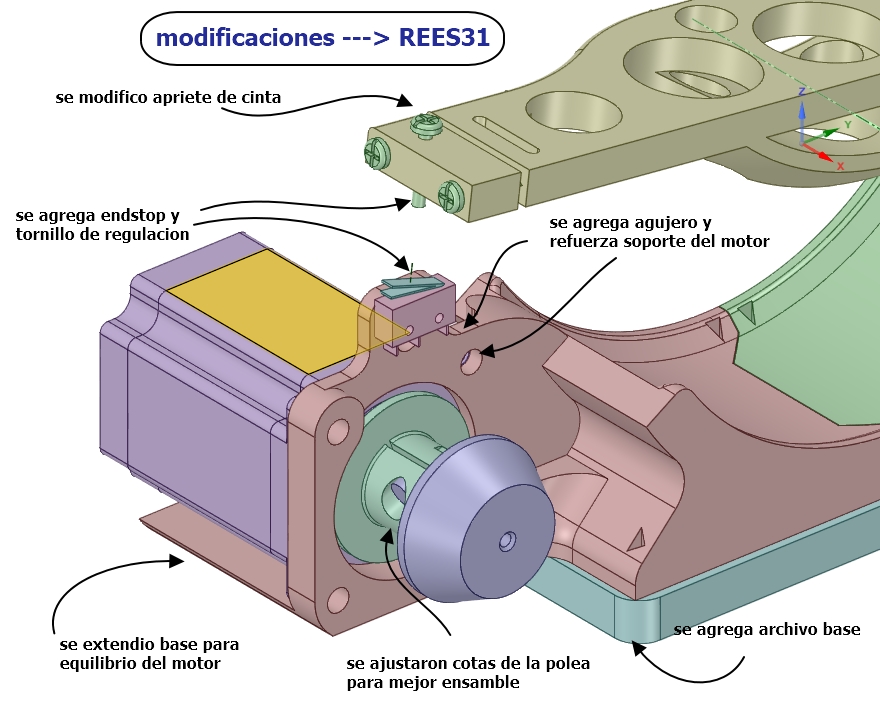 modificaciones ---> REES31
se modifico apriete de cinta
Z
Y
X
se agrega endstop y
tornillo de regulacion
se agrega agujero y
refuerza soporte del motor
se extendio base para
equilibrio del motor
se ajustaron cotas de la polea
para mejor ensamble
se agrega archivo base